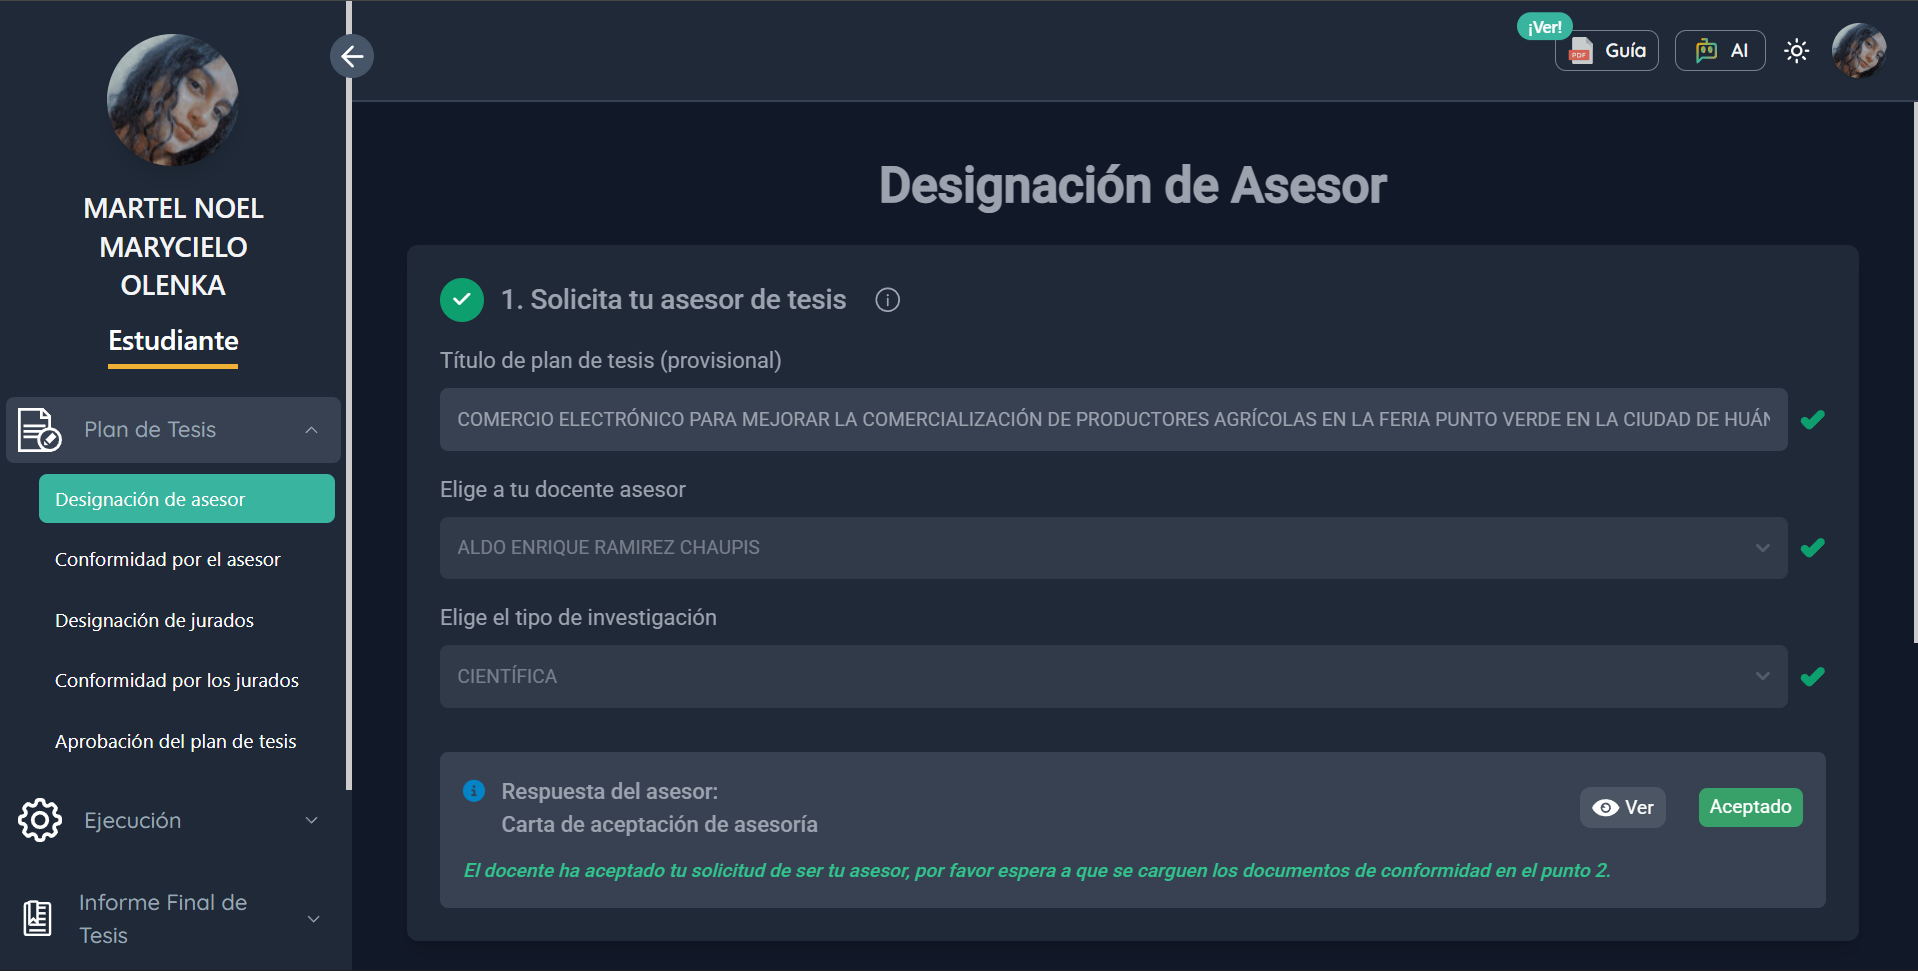 MARTEL NOEL
MARYCIELO
OLENKA
Estudiante
Plan de Tesis
Designación de asesor
Conformidad por el asesor
Designación de jurados
Conformidad por los jurados
Aprobación del plan de tesis
Ejecución
Informe Final de
Tesis
¡Ver!
PDF
Guía
AI
Designación de Asesor
1. Solicita tu asesor de tesis
Título de plan de tesis (provisional)
COMERCIO ELECTRÓNICO PARA MEJORAR LA COMERCIALIZACIÓN DE PRODUCTORES AGRÍCOLAS EN LA FERIA PUNTO VERDE EN LA CIUDAD DE HUÁN
Elige a tu docente asesor
ALDO ENRIQUE RAMIREZ CHAUPIS
Elige el tipo de investigación
CIENTÍFICA
Respuesta del asesor:
Carta de aceptación de asesoría
Ver
Aceptado
El docente ha aceptado tu solicitud de ser tu asesor, por favor espera a que se carguen los documentos de conformidad en el punto 2.